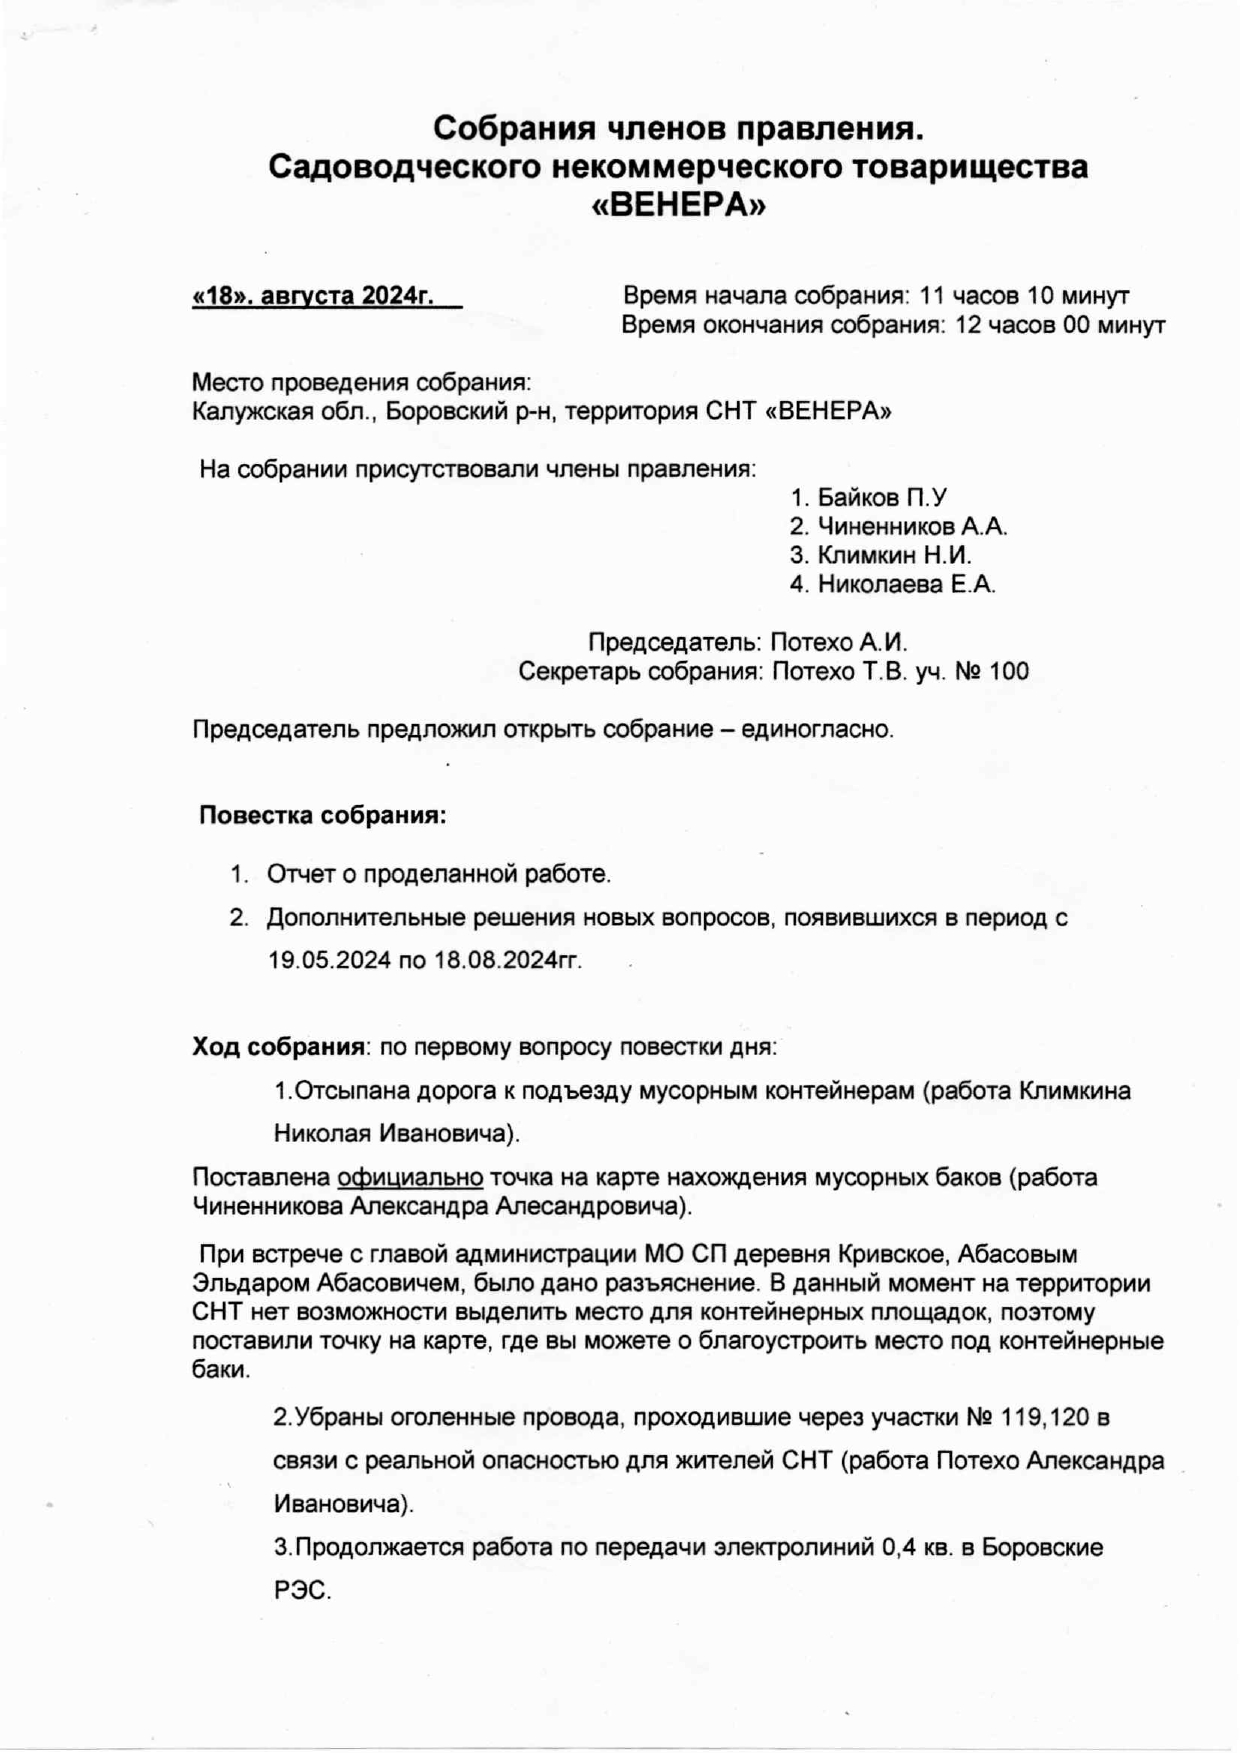 Собрания членов правления.
Садоводческого некоммерческого товарищества
«ВЕНЕРА»
«18». августа 2024г.
Время начала собрания: 11 часов 10 минут
Время окончания собрания: 12 часов 00 минут
Место проведения собрания:
Калужская обл., Боровский р-н, территория СНТ «ВЕНЕРА»
На собрании присутствовали члены правления:
1. Байков П.У
2. Чиненников А.А.
3. Климкин Н.И.
4. Николаева Е.А.
Председатель: Потехо А.И.
Секретарь собрания: Потехо Т.В. уч. № 100
Председатель предложил открыть собрание – единогласно.
Повестка собрания:
1. Отчет о проделанной работе.
2. Дополнительные решения новых вопросов, появившихся в период с
19.05.2024 по 18.08.2024гг.
Ход собрания: по первому вопросу повестки дня:
1.Отсыпана дорога к подъезду мусорным контейнерам (работа Климкина
Николая Ивановича).
Поставлена официально точка на карте нахождения мусорных баков (работа
Чиненникова Александра Алесандровича).
При встрече с главой администрации МО СП деревня Кривское, Абасовым
Эльдаром Абасовичем, было дано разъяснение. В данный момент на территории
СНТ нет возможности выделить место для контейнерных площадок, поэтому
поставили точку на карте, где вы можете о благоустроить место под контейнерные
баки.
2.Убраны оголенные провода, проходившие через участки № 119,120 в
связи с реальной опасностью для жителей СНТ (работа Потехо Александра
Ивановича).
3.Продолжается работа по передачи электролиний 0,4 кв. в Боровские
РЭС.